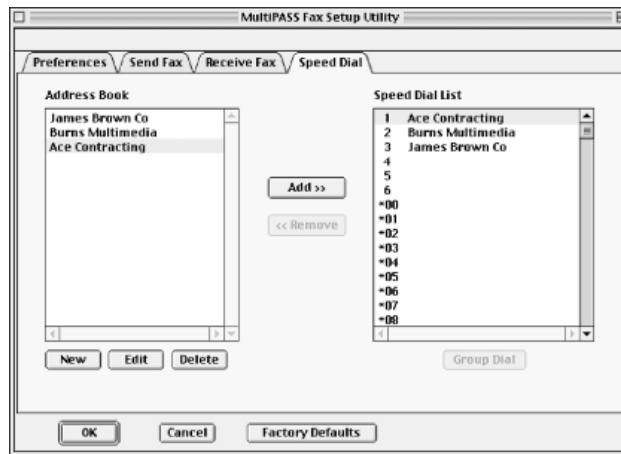 MultiPASS Fax Setup Utility
Preferences Send Fax Receive Fax Speed Dial
Address Book
James Brown Co
Burns Multimedia
Ace Contracting
New Edit Delete
Add >>
<< Remove
Speed Dial List
1 Ace Contracting
2 Burns Multimedia
3 James Brown Co
4
5
6
*00
*01
*02
*03
*04
*05
*06
*07
*08
Group Dial
OK Cancel Factory Defaults